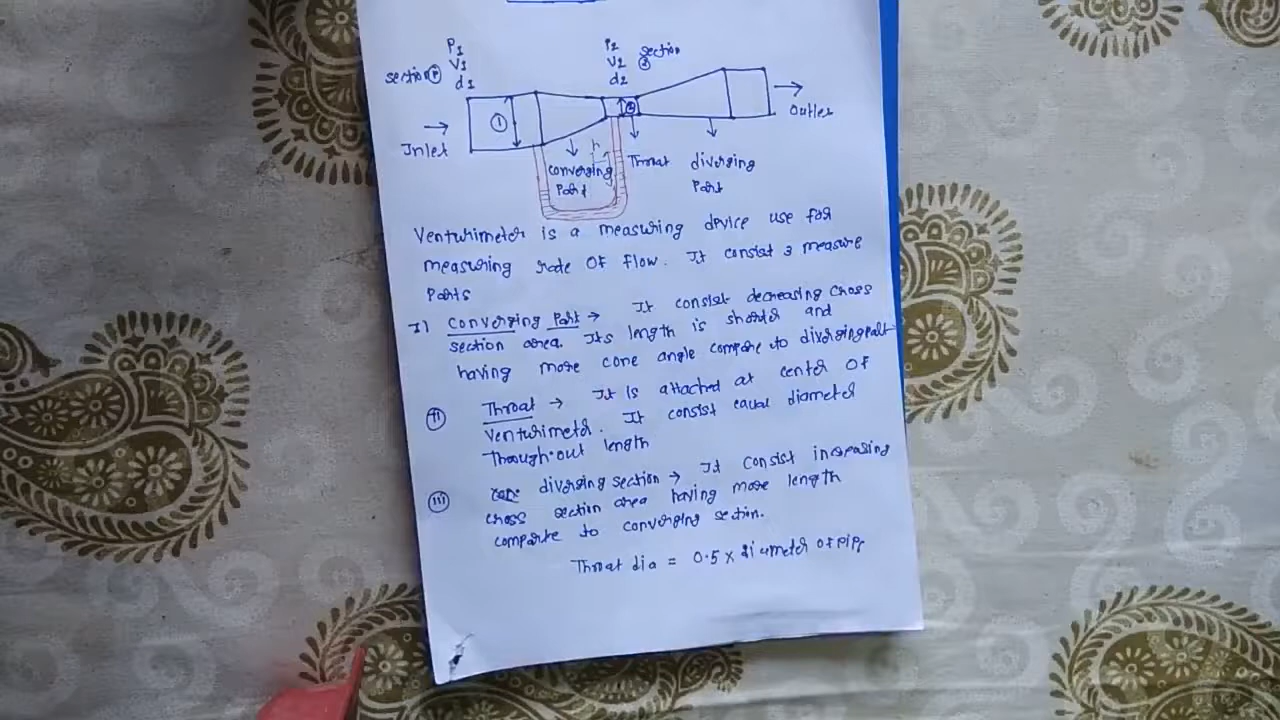 P1
V1
d1
section ①
P2
V2
d2
section
②
①
②
Inlet
Outlet
h
converging
Part
Throat
diverging
Part
Venturimeter is a measuring device use for
measuring rate OF flow. It consist 3 measure
Parts
I) Converging Part → It consist decreasing cross
section area. Its length is shorter and
having more cone angle compare to diverging part
(ii) Throat → It is attached at center OF
Venturimeter. It consist equal diameter
Throughout length
(iii) diverging section → It consist increasing
cross section area having more length
compare to converging section.
Throat dia = 0.5 × diameter OF pipe